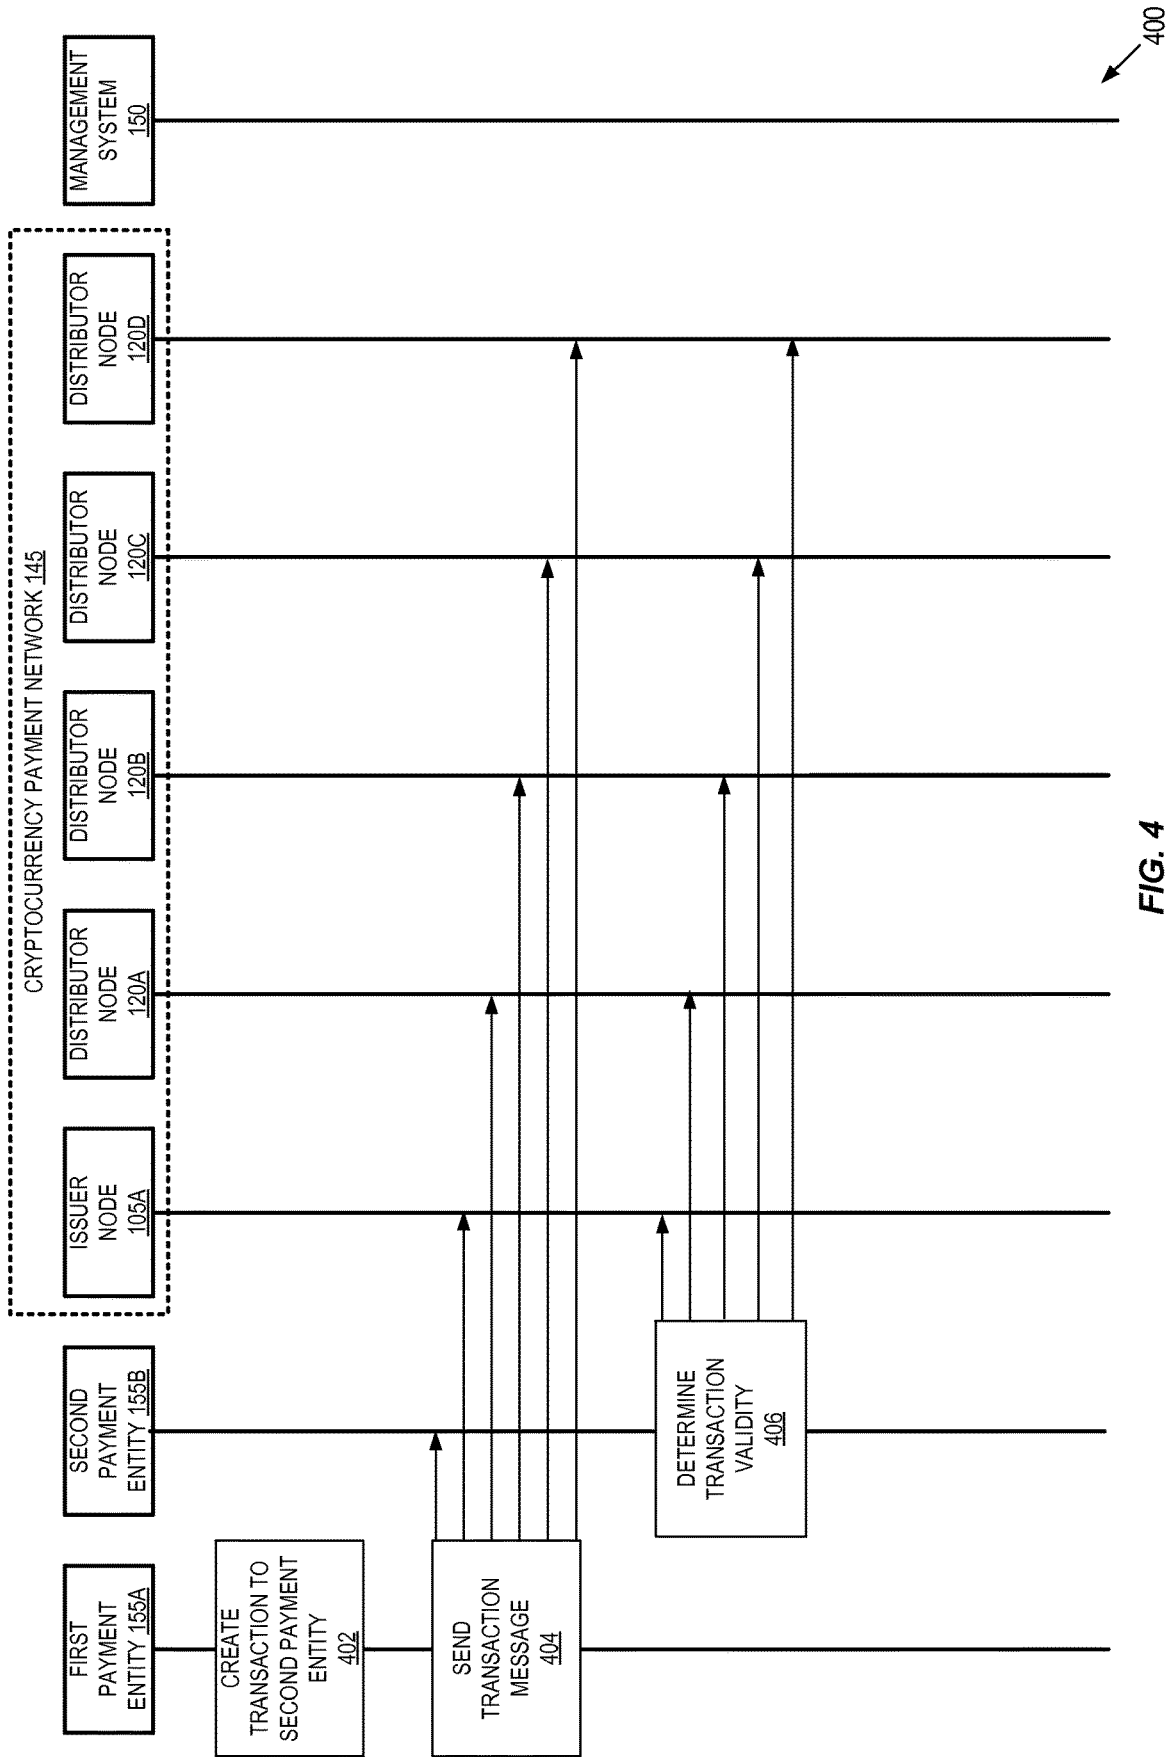 CRYPTOCURRENCY PAYMENT NETWORK 145
FIRST
PAYMENT
ENTITY 155A
SECOND
PAYMENT
ENTITY 155B
ISSUER
NODE
105A
DISTRIBUTOR
NODE
120A
DISTRIBUTOR
NODE
120B
DISTRIBUTOR
NODE
120C
DISTRIBUTOR
NODE
120D
MANAGEMENT
SYSTEM
150
CREATE
TRANSACTION TO
SECOND PAYMENT
ENTITY
402
SEND
TRANSACTION
MESSAGE
404
DETERMINE
TRANSACTION
VALIDITY
406
400
FIG. 4